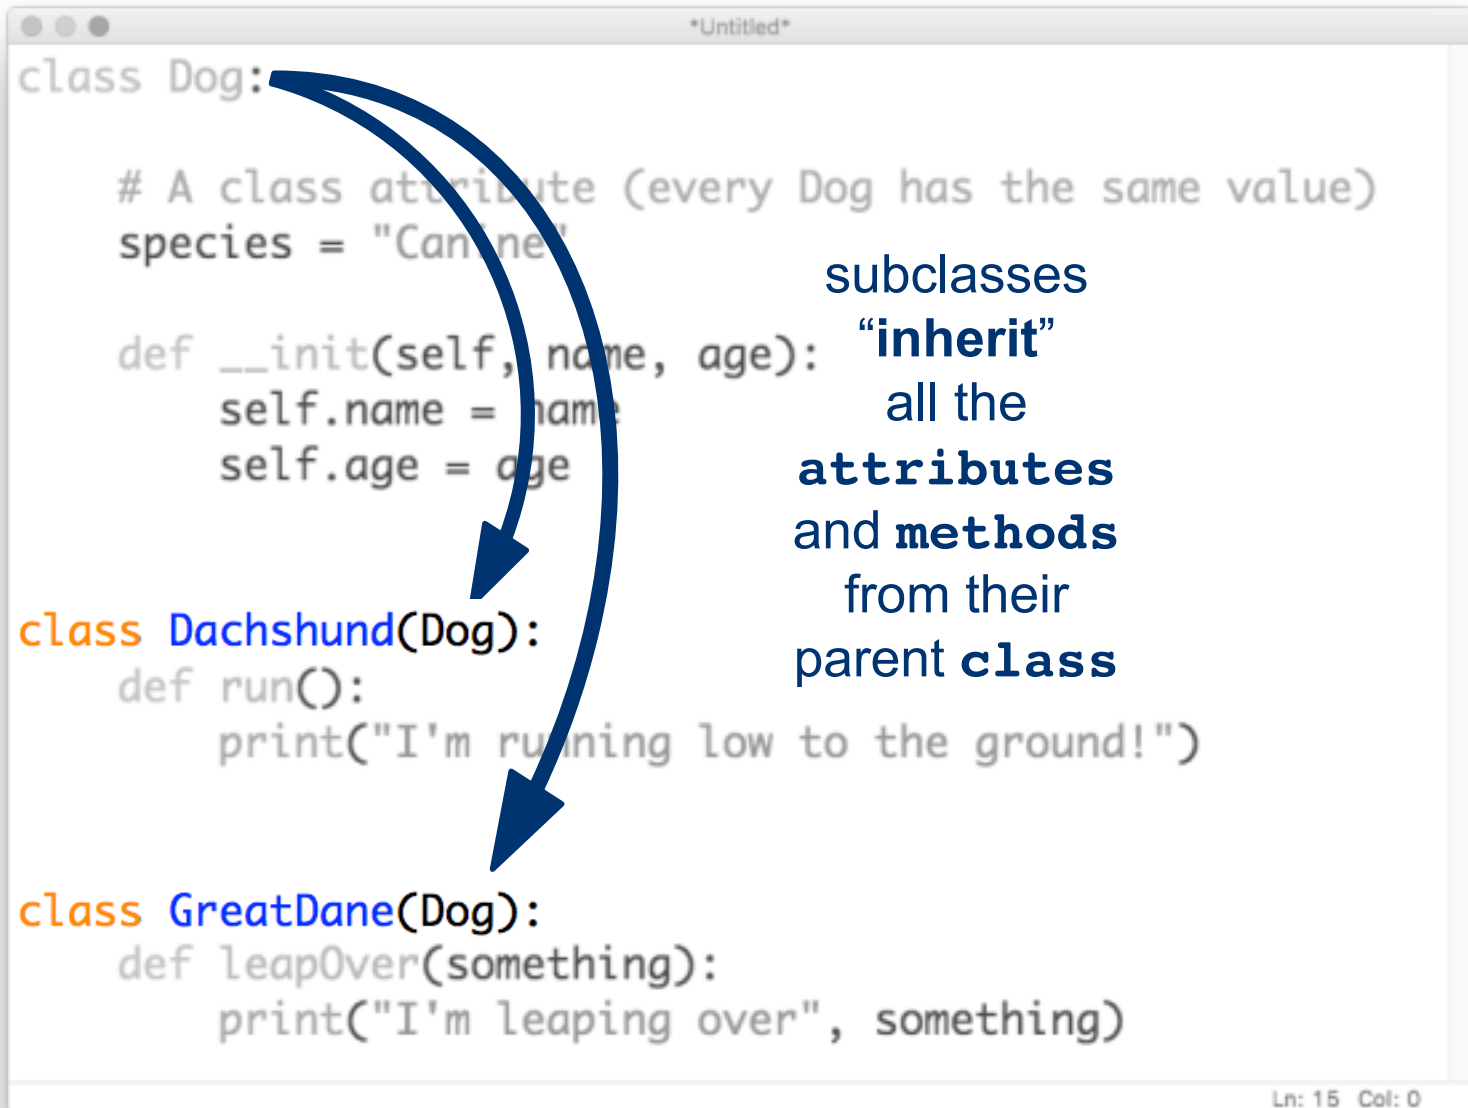 *Untitled*
class Dog:
# A class attribute (every Dog has the same value)
species = "Canine"
def __init(self, name, age):
self.name = name
self.age = age
class Dachshund(Dog):
def run():
print("I'm running low to the ground!")
class GreatDane(Dog):
def leapOver(something):
print("I'm leaping over", something)
subclasses
“inherit”
all the
attributes
and methods
from their
parent class
Ln: 15 Col: 0